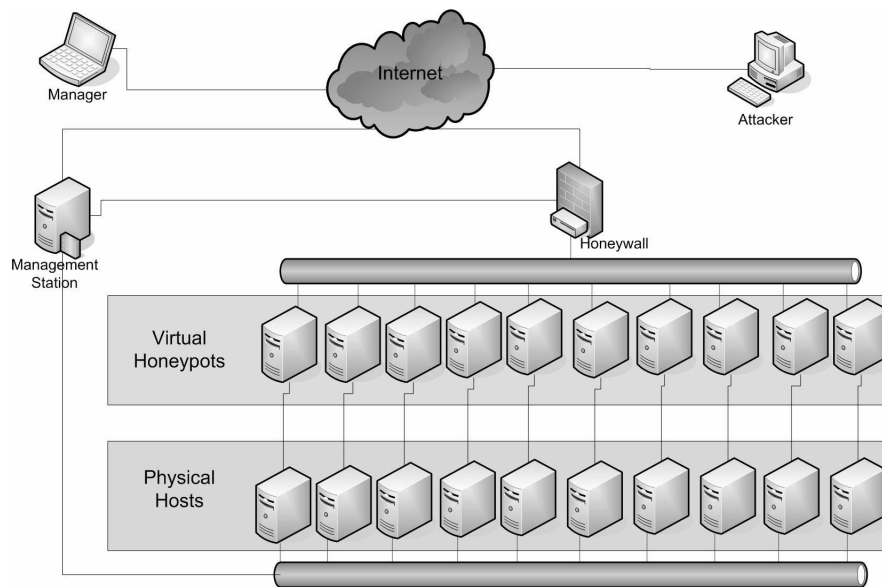 Internet
Manager
Attacker
Honeywall
Management
Station
Virtual
Honeypots
Physical
Hosts